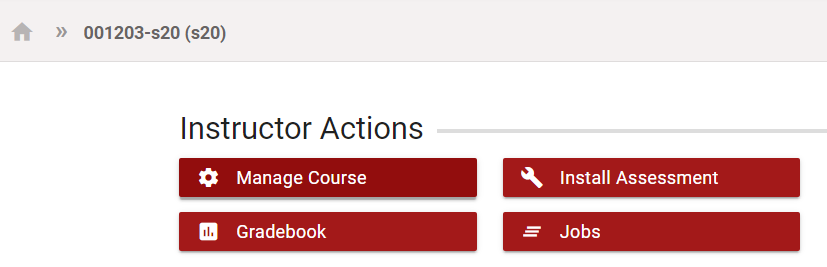 » 001203-s20 (s20)
Instructor Actions
Manage Course
Install Assessment
Gradebook
Jobs